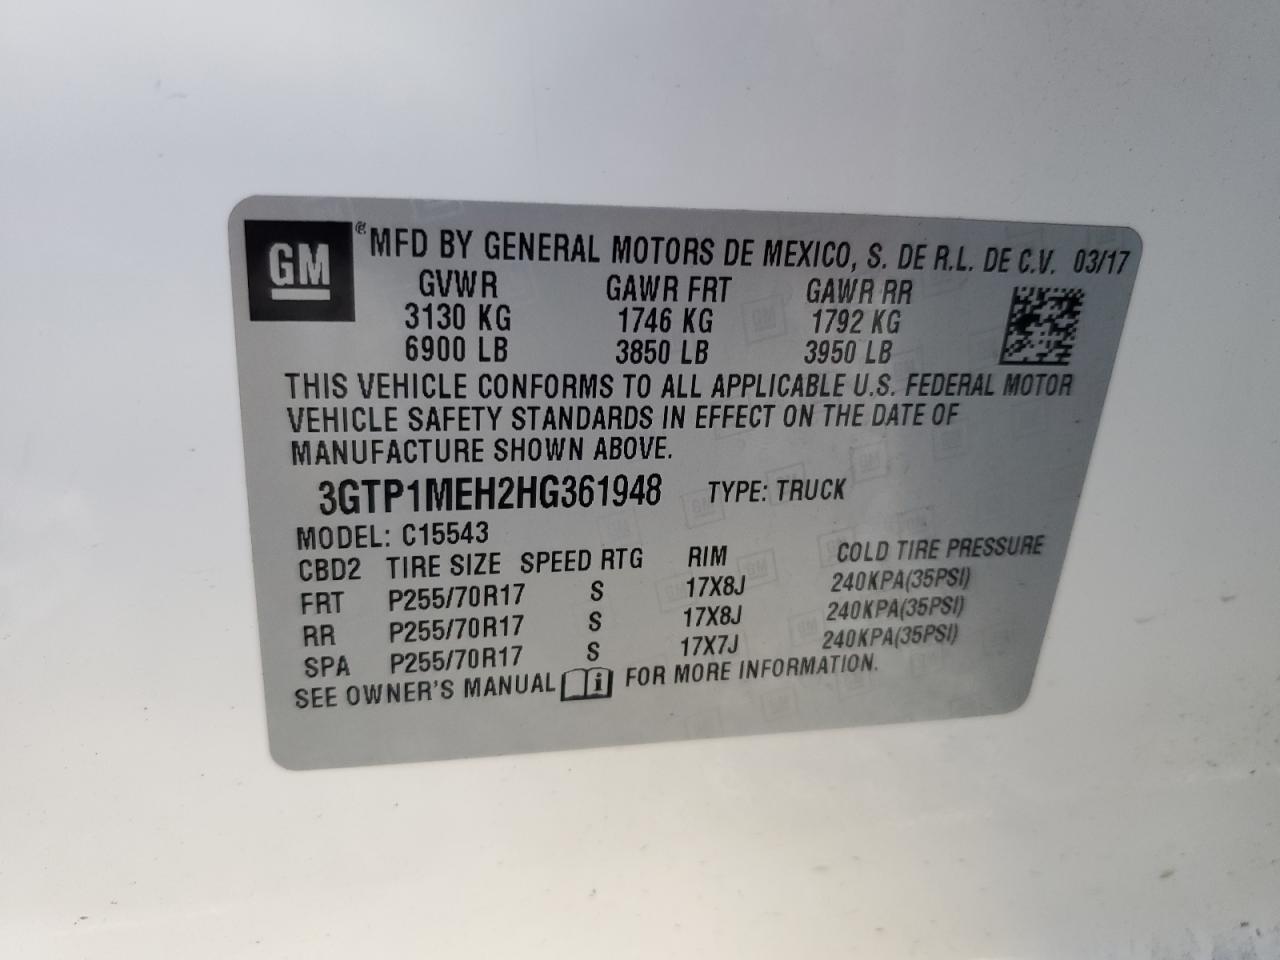 GM ® MFD BY GENERAL MOTORS DE MEXICO, S. DE R.L. DE C.V. 03/17
GVWR GAWR FRT GAWR RR
3130 KG 1746 KG 1792 KG
6900 LB 3850 LB 3950 LB
THIS VEHICLE CONFORMS TO ALL APPLICABLE U.S. FEDERAL MOTOR
VEHICLE SAFETY STANDARDS IN EFFECT ON THE DATE OF
MANUFACTURE SHOWN ABOVE.
3GTP1MEH2HG361948 TYPE: TRUCK
MODEL: C15543
CBD2 TIRE SIZE SPEED RTG RIM COLD TIRE PRESSURE
FRT P255/70R17 S 17X8J 240KPA(35PSI)
RR P255/70R17 S 17X8J 240KPA(35PSI)
SPA P255/70R17 S 17X7J 240KPA(35PSI)
SEE OWNER'S MANUAL i FOR MORE INFORMATION.